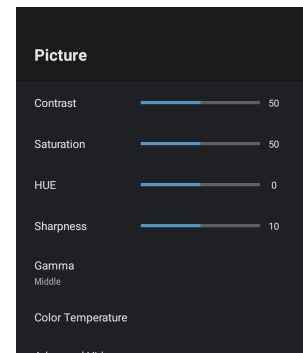 Picture
Contrast 50
Saturation 50
HUE 0
Sharpness 10
Gamma
Middle
Color Temperature